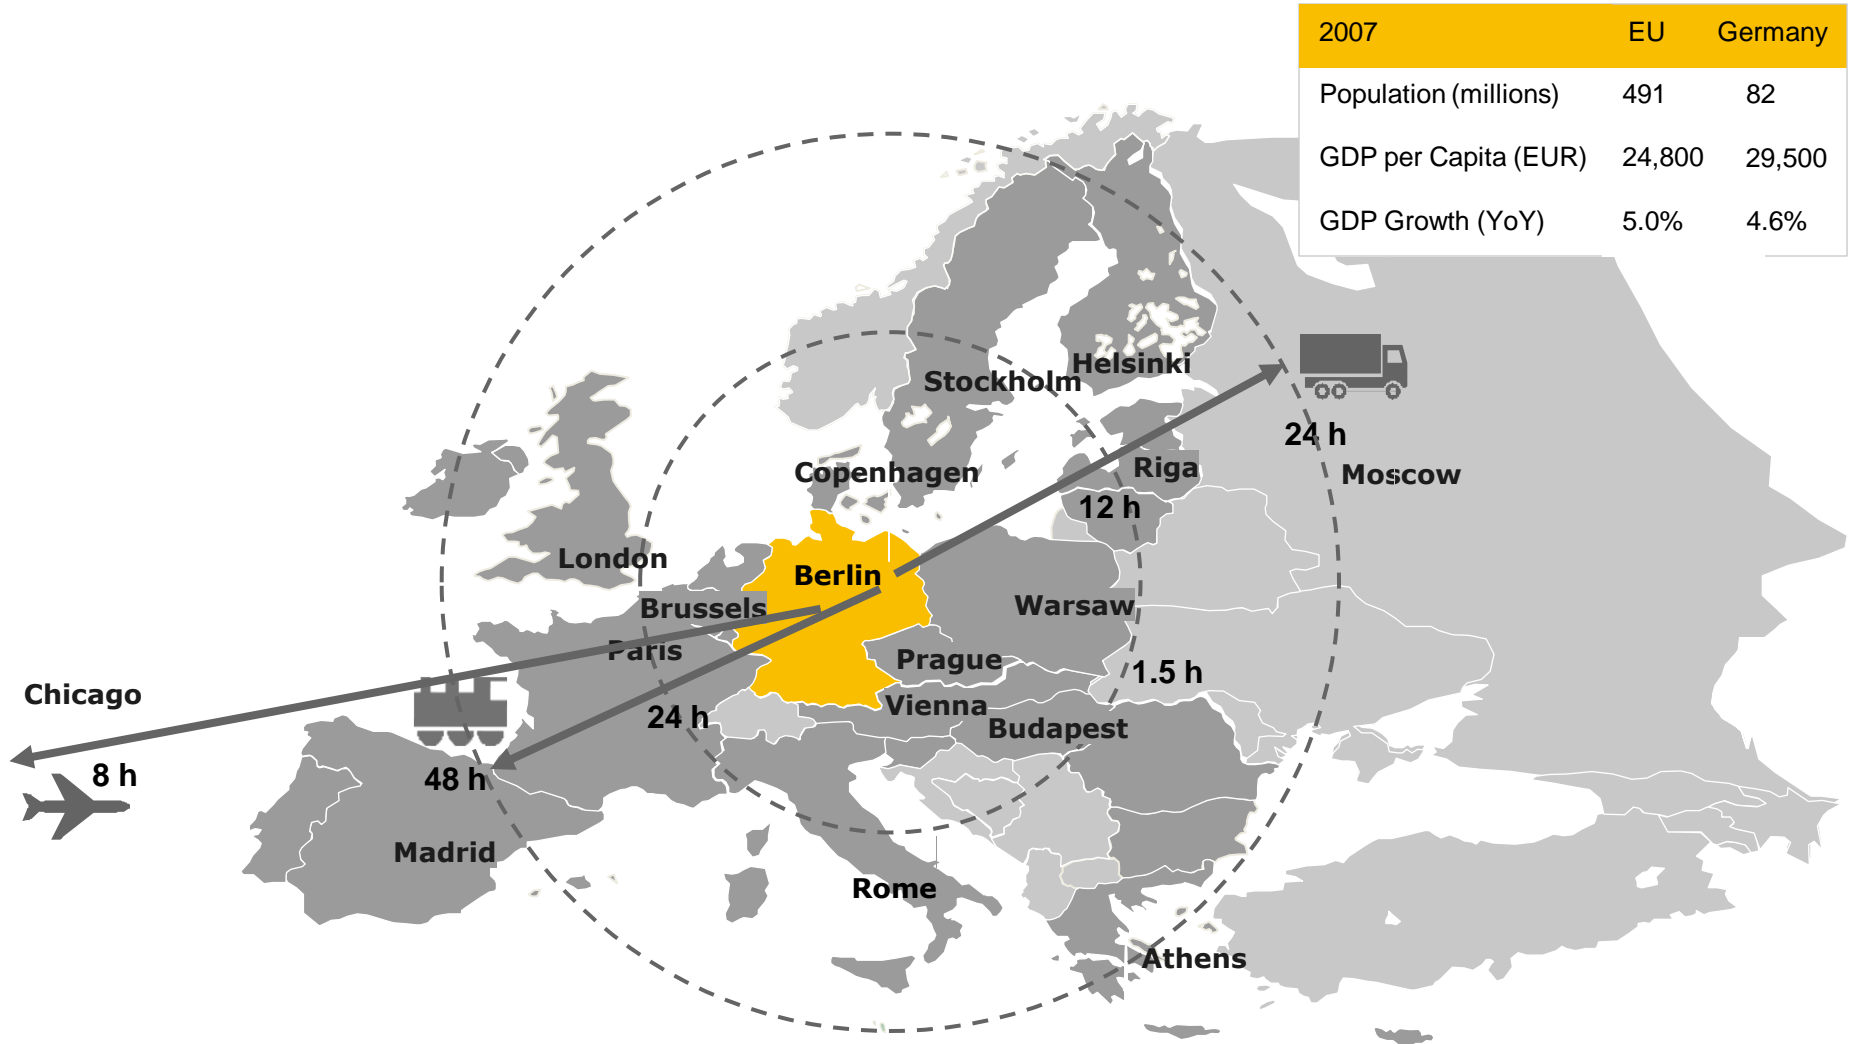 2007 EU Germany
Population (millions) 491 82
GDP per Capita (EUR) 24,800 29,500
GDP Growth (YoY) 5.0% 4.6%
Helsinki
Stockholm
24 h
Copenhagen
Riga
Moscow
12 h
London
Berlin
Brussels
Warsaw
Paris
Prague
1.5 h
Chicago
Vienna
24 h
Budapest
8 h
48 h
Madrid
Rome
Athens